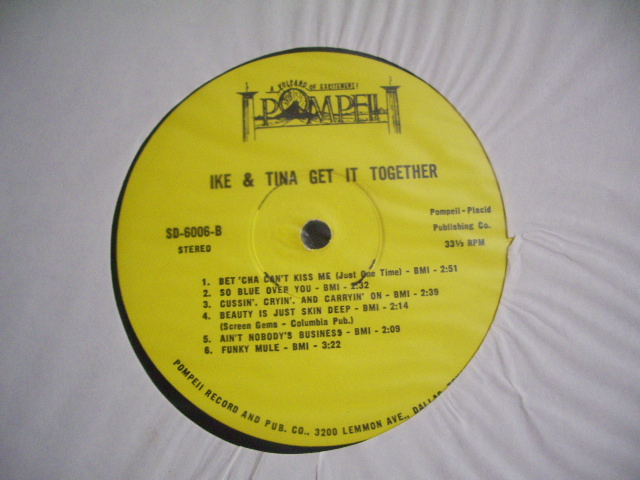 A VOLCANO OF EXCITEMENT!
POMPEII
IKE & TINA GET IT TOGETHER
SD-6006-B
STEREO
Pompeii - Placid
Publishing Co.
33⅓ RPM
1. BET 'CHA CAN'T KISS ME (Just One Time) - BMI - 2:51
2. SO BLUE OVER YOU - BMI - 2:32
3. CUSSIN', CRYIN', AND CARRYIN' ON - BMI - 2:39
4. BEAUTY IS JUST SKIN DEEP - BMI - 2:14
(Screen Gems - Columbia Pub.)
5. AIN'T NOBODY'S BUSINESS - BMI - 2:09
6. FUNKY MULE - BMI - 3:22
POMPEII RECORD AND PUB. CO., 3200 LEMMON AVE., DALLAS,